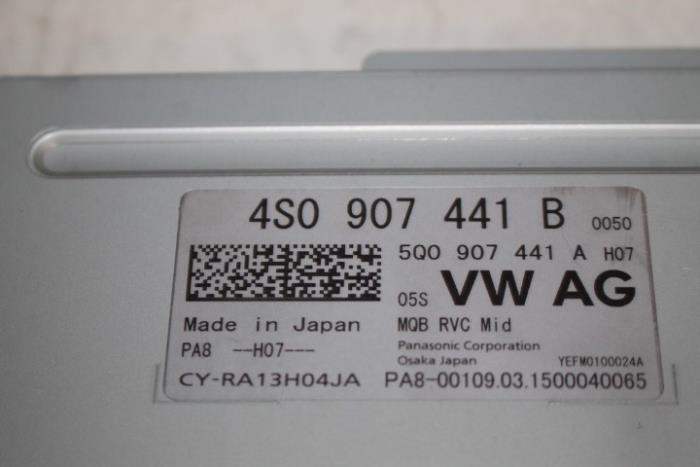 4S0 907 441 B 0050
5Q0 907 441 A H07
05S VW AG
Made in Japan MQB RVC Mid
PA8 --H07--- Panasonic Corporation
Osaka Japan YEFM0100024A
CY-RA13H04JA PA8-00109.03.1500040065